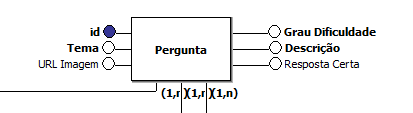 id
Grau Dificuldade
Tema
Pergunta
Descrição
URL Imagem
Resposta Certa
(1,r)(1,r)(1,n)